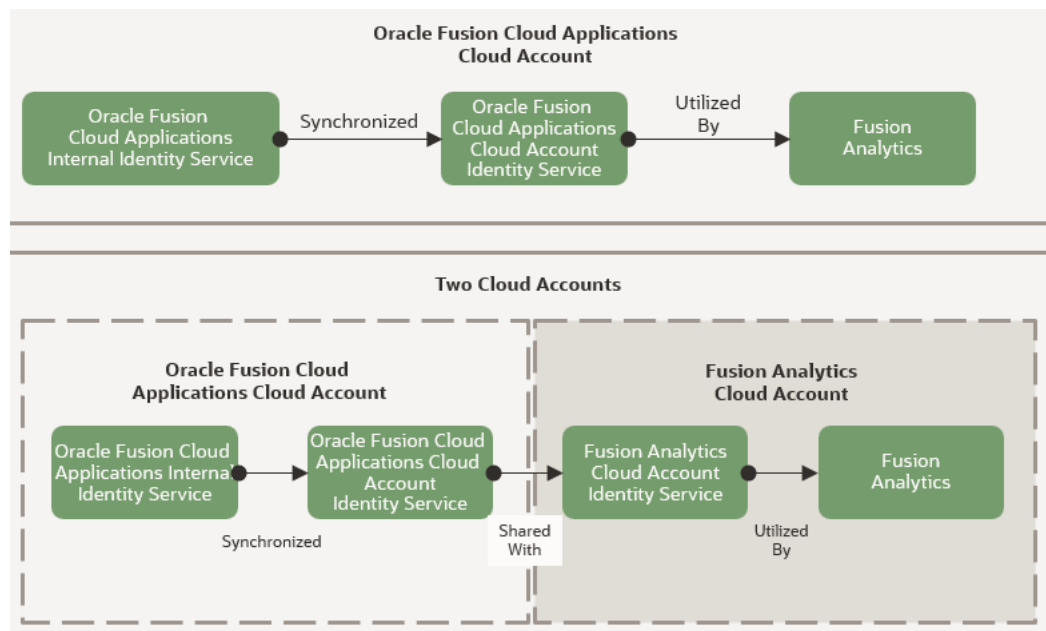 Oracle Fusion Cloud Applications
Cloud Account
Oracle Fusion
Cloud Applications
Internal Identity Service
Synchronized
Oracle Fusion
Cloud Applications
Cloud Account
Identity Service
Utilized
By
Fusion
Analytics
Two Cloud Accounts
Oracle Fusion Cloud
Applications Cloud Account
Oracle Fusion Cloud
Applications Internal
Identity Service
Synchronized
Oracle Fusion Cloud
Applications Cloud
Account
Identity Service
Shared
With
Fusion Analytics
Cloud Account
Fusion Analytics
Cloud Account
Identity Service
Utilized
By
Fusion
Analytics